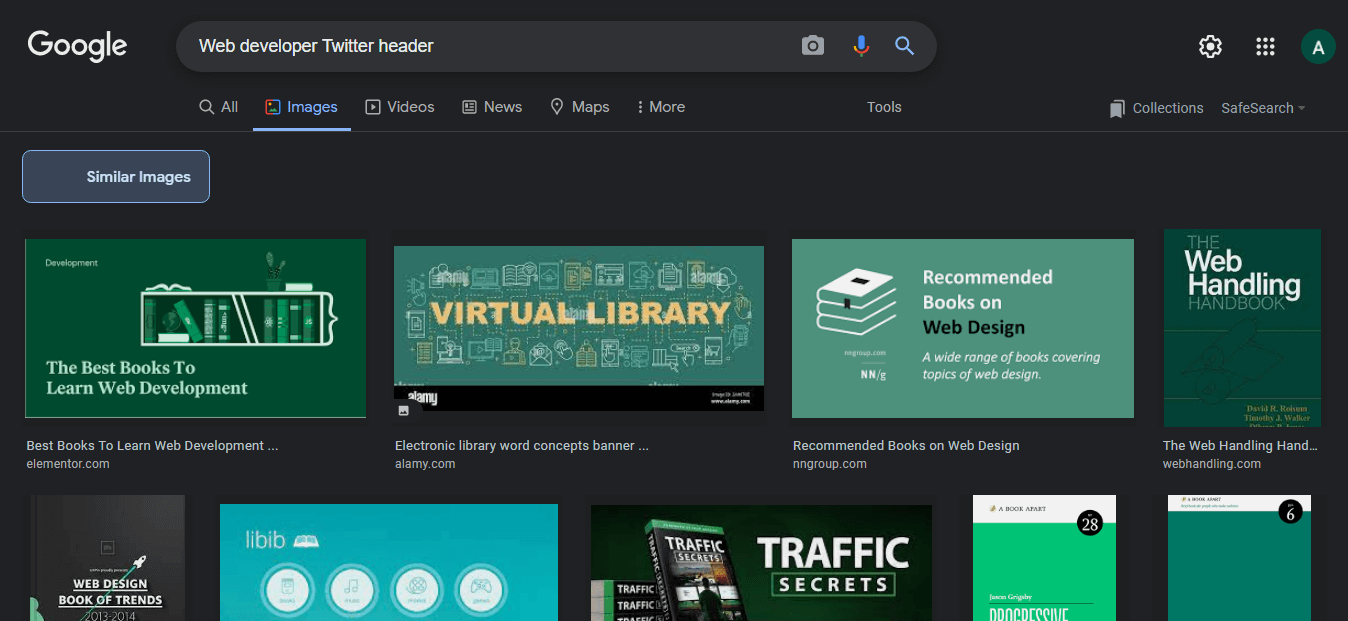 Google
Web developer Twitter header
A
All
Images
Videos
News
Maps
More
Tools
Collections
SafeSearch
Similar Images
Development
The Best Books To
Learn Web Development
Best Books To Learn Web Development ...
elementor.com
alamy
alamy
VIRTUAL LIBRARY
alamy
www.alamy.com
Electronic library word concepts banner ...
alamy.com
Recommended
Books on
Web Design
nngroup.com
NN/g
A wide range of books covering
topics of web design.
Recommended Books on Web Design
nngroup.com
THE
Web
Handling
HANDBOOK
David R. Roisum
Timothy J. Walker
The Web Handling Hand...
webhandling.com
WEB DESIGN
BOOK OF TRENDS
2013-2014
libib
TRAFFIC
SECRETS
TRAFFIC
TRAFFIC
TRAFFIC
SECRETS
A BOOK APART
28
Jason Grigsby
PROGRESSIVE
A BOOK APART
6